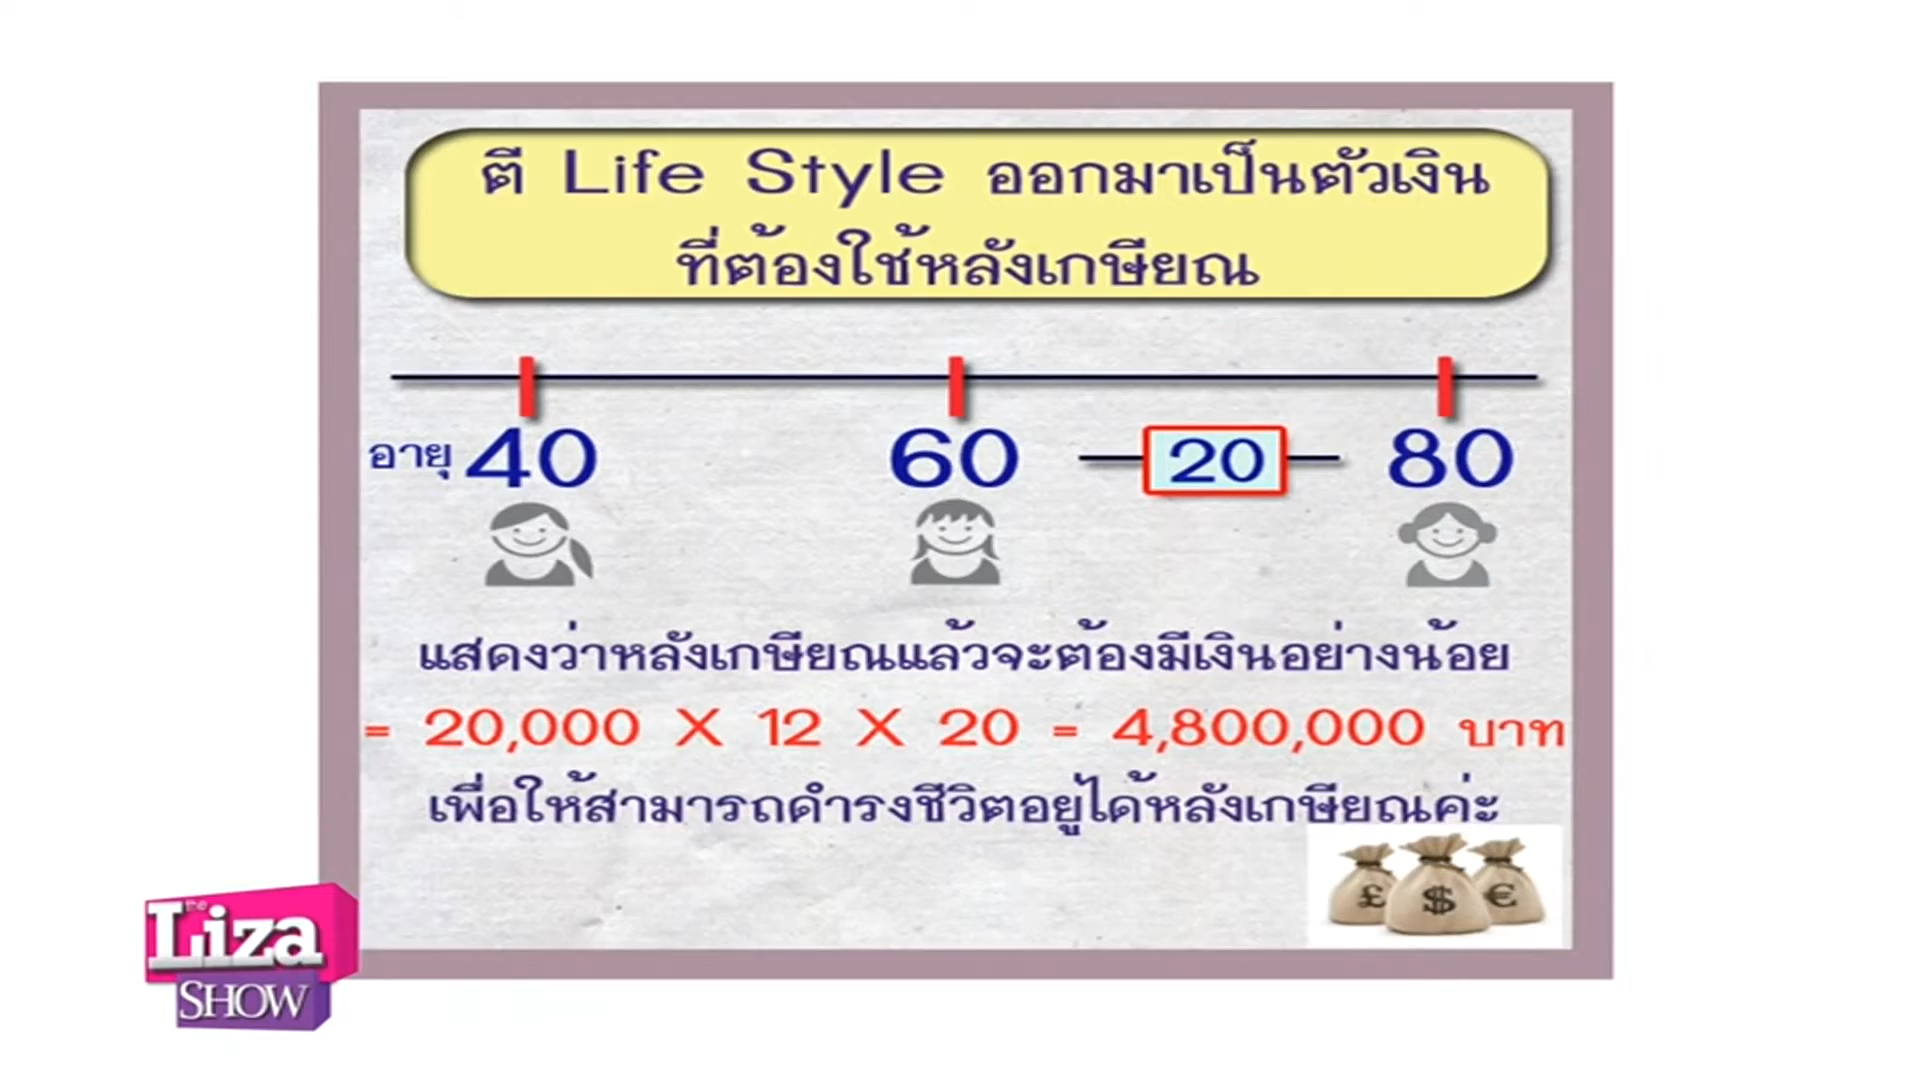 ตี Life Style ออกมาเป็นตัวเงิน
ที่ต้องใช้หลังเกษียณ
อายุ 40 60 20 80
แสดงว่าหลังเกษียณแล้วจะต้องมีเงินอย่างน้อย
= 20,000 X 12 X 20 = 4,800,000 บาท
เพื่อให้สามารถดำรงชีวิตอยู่ได้หลังเกษียณค่ะ
£ $ €
the
Liza
SHOW